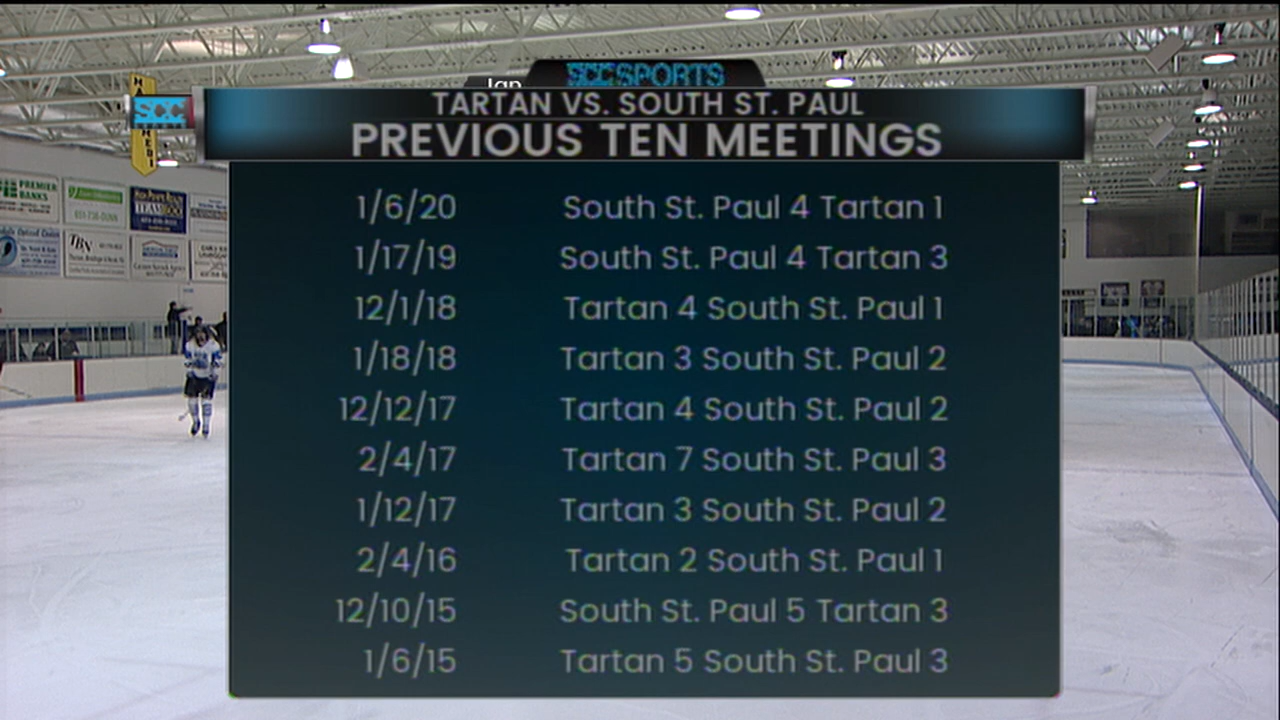 Jan
SCC SPORTS
SCC
TARTAN VS. SOUTH ST. PAUL
PREVIOUS TEN MEETINGS
1/6/20 South St. Paul 4 Tartan 1
1/17/19 South St. Paul 4 Tartan 3
12/1/18 Tartan 4 South St. Paul 1
1/18/18 Tartan 3 South St. Paul 2
12/12/17 Tartan 4 South St. Paul 2
2/4/17 Tartan 7 South St. Paul 3
1/12/17 Tartan 3 South St. Paul 2
2/4/16 Tartan 2 South St. Paul 1
12/10/15 South St. Paul 5 Tartan 3
1/6/15 Tartan 5 South St. Paul 3
PREMIER
BANKS
TBN